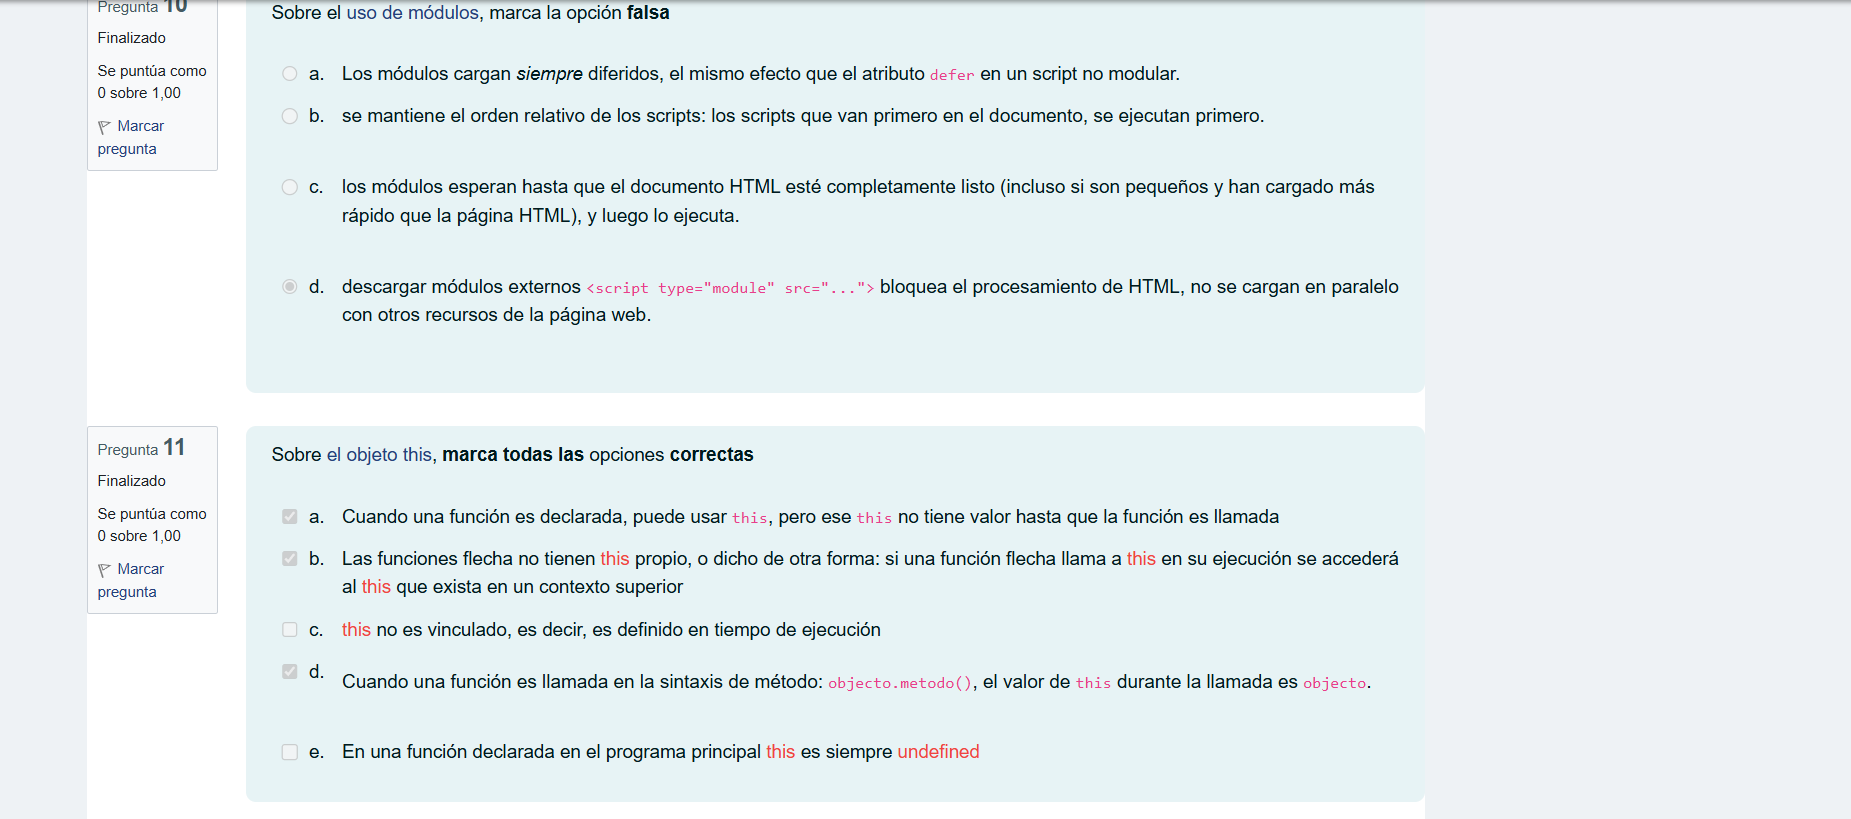 Pregunta 10
Finalizado
Se puntúa como
0 sobre 1,00
Marcar
pregunta
Sobre el uso de módulos, marca la opción falsa
a. Los módulos cargan siempre diferidos, el mismo efecto que el atributo defer en un script no modular.
b. se mantiene el orden relativo de los scripts: los scripts que van primero en el documento, se ejecutan primero.
c. los módulos esperan hasta que el documento HTML esté completamente listo (incluso si son pequeños y han cargado más
rápido que la página HTML), y luego lo ejecuta.
d. descargar módulos externos <script type="module" src="..."> bloquea el procesamiento de HTML, no se cargan en paralelo
con otros recursos de la página web.
Pregunta 11
Finalizado
Se puntúa como
0 sobre 1,00
Marcar
pregunta
Sobre el objeto this, marca todas las opciones correctas
a. Cuando una función es declarada, puede usar this, pero ese this no tiene valor hasta que la función es llamada
b. Las funciones flecha no tienen this propio, o dicho de otra forma: si una función flecha llama a this en su ejecución se accederá
al this que exista en un contexto superior
c. this no es vinculado, es decir, es definido en tiempo de ejecución
d. Cuando una función es llamada en la sintaxis de método: objecto.metodo(), el valor de this durante la llamada es objecto.
e. En una función declarada en el programa principal this es siempre undefined